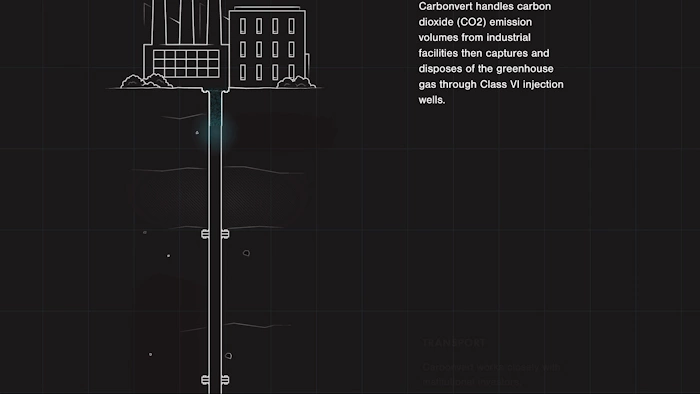 Carbonvert handles carbon
dioxide (CO2) emission
volumes from industrial
facilities then captures and
disposes of the greenhouse
gas through Class VI injection
wells.